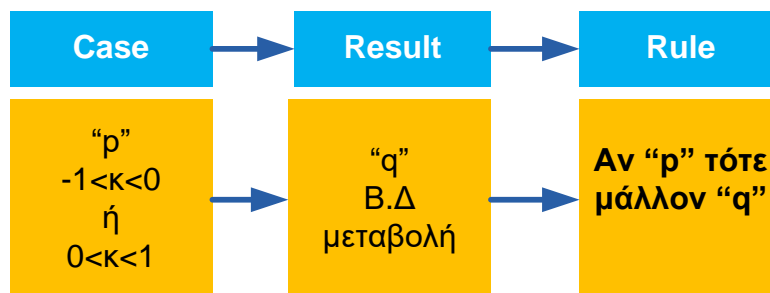 Case
Result
Rule
“p”
-1<κ<0
ή
0<κ<1
“q”
Β.Δ
μεταβολή
Αν “p” τότε
μάλλον “q”